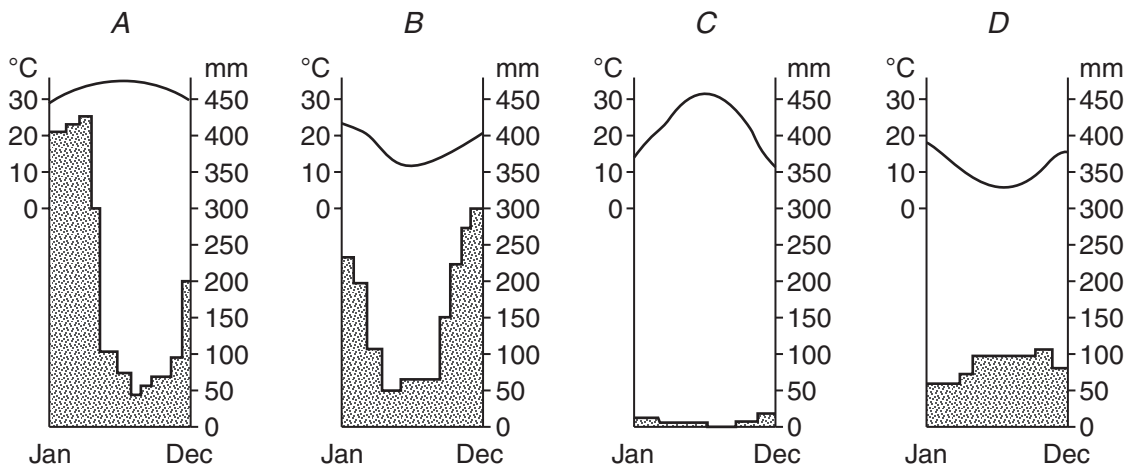 A B C D
°C mm °C mm °C mm °C mm
30 450 30 450 30 450 30 450
20 400 20 400 20 400 20 400
10 350 10 350 10 350 10 350
0 300 0 300 0 300 0 300
250 250 250 250
200 200 200 200
150 150 150 150
100 100 100 100
50 50 50 50
0 0 0 0
Jan Dec Jan Dec Jan Dec Jan Dec